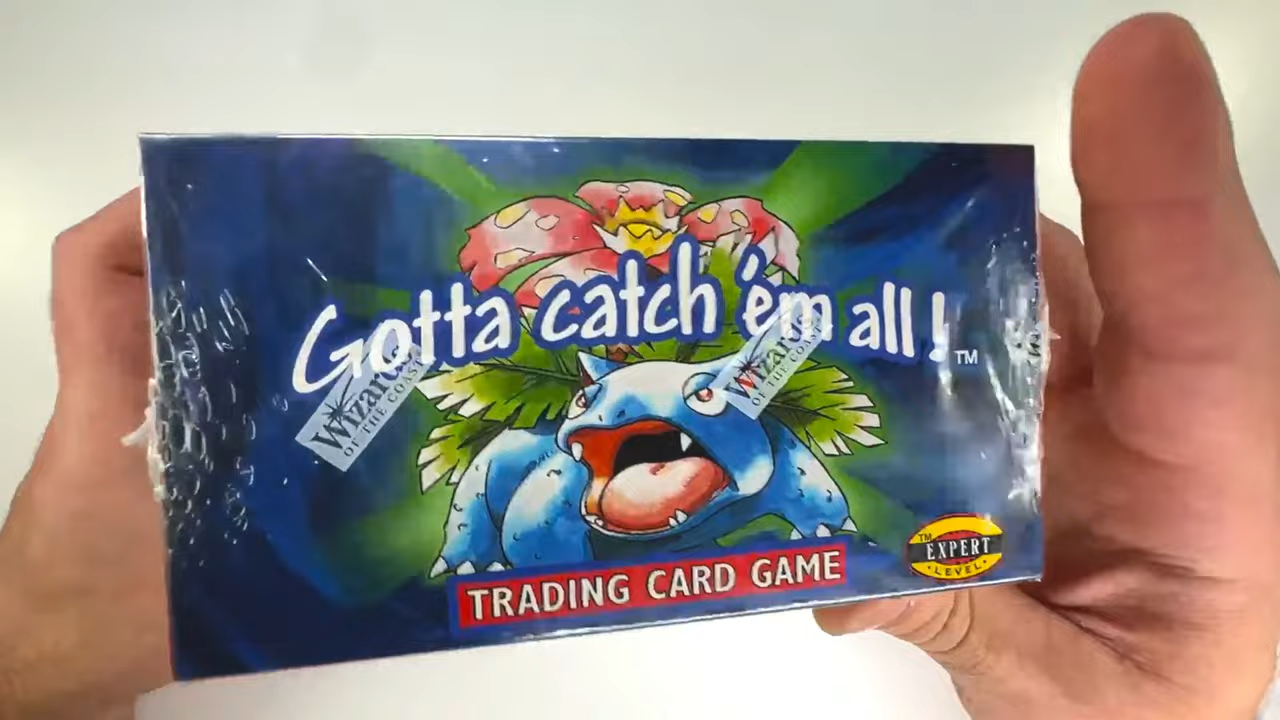 Gotta catch 'em all! TM
Wizards
OF THE COAST
Wizards
OF THE COAST
TM
EXPERT
LEVEL
TRADING CARD GAME